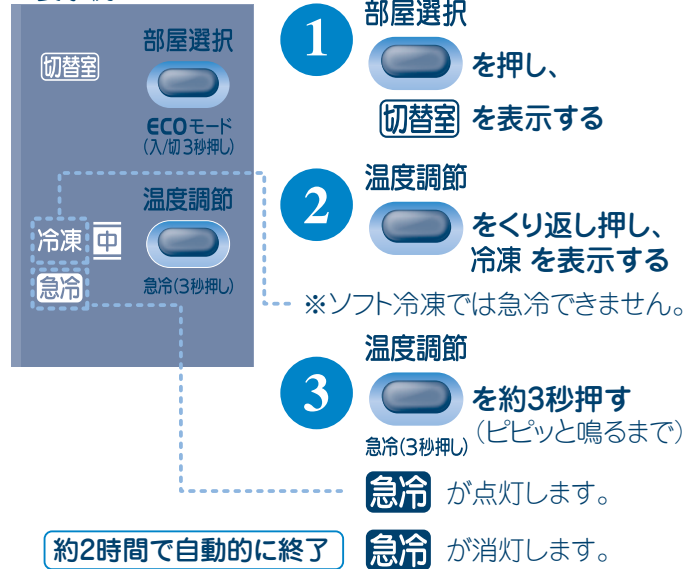 部屋選択
切替室
ECOモード
(入/切 3秒押し)
温度調節
冷凍 中
急冷
急冷(3秒押し)
1
部屋選択
を押し、
切替室 を表示する
2
温度調節
をくり返し押し、
冷凍 を表示する
※ソフト冷凍では急冷できません。
3
温度調節
を約3秒押す
(ピピッと鳴るまで)
急冷(3秒押し)
急冷 が点灯します。
約2時間で自動的に終了 急冷 が消灯します。